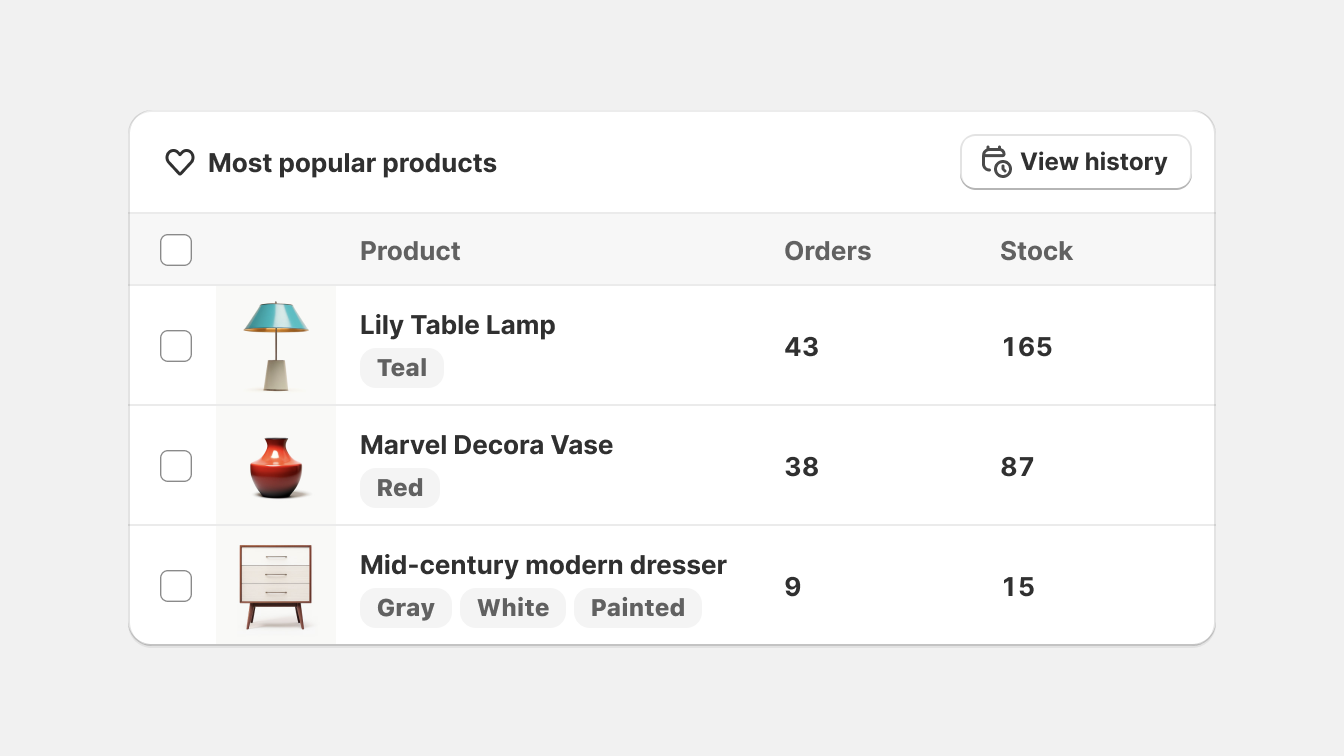 Most popular products
View history
Product Orders Stock
Lily Table Lamp
Teal
43 165
Marvel Decora Vase
Red
38 87
Mid-century modern dresser
Gray White Painted
9 15